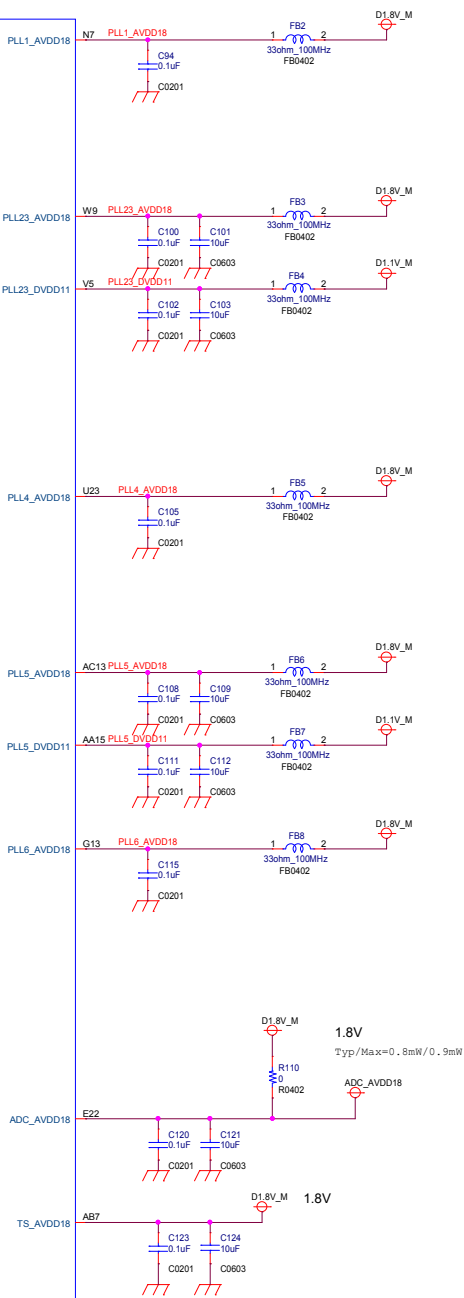 D1.8V_M
PLL1_AVDD18 N7 PLL1_AVDD18 1 FB2 2
33ohm_100MHz
FB0402
C94
0.1uF
C0201
D1.8V_M
PLL23_AVDD18 W9 PLL23_AVDD18 1 FB3 2
33ohm_100MHz
FB0402
C100 C101
0.1uF 10uF
C0201 C0603
D1.1V_M
PLL23_DVDD11 V5 PLL23_DVDD11 1 FB4 2
33ohm_100MHz
FB0402
C102 C103
0.1uF 10uF
C0201 C0603
D1.8V_M
PLL4_AVDD18 U23 PLL4_AVDD18 1 FB5 2
33ohm_100MHz
FB0402
C105
0.1uF
C0201
D1.8V_M
PLL5_AVDD18 AC13 PLL5_AVDD18 1 FB6 2
33ohm_100MHz
FB0402
C108 C109
0.1uF 10uF
C0201 C0603
D1.1V_M
PLL5_DVDD11 AA15 PLL5_DVDD11 1 FB7 2
33ohm_100MHz
FB0402
C111 C112
0.1uF 10uF
C0201 C0603
D1.8V_M
PLL6_AVDD18 G13 PLL6_AVDD18 1 FB8 2
33ohm_100MHz
FB0402
C115
0.1uF
C0201
D1.8V_M
1.8V
Typ/Max=0.8mW/0.9mW
R110
0
R0402
ADC_AVDD18
ADC_AVDD18 E22
C120 C121
0.1uF 10uF
C0201 C0603
D1.8V_M 1.8V
TS_AVDD18 AB7
C123 C124
0.1uF 10uF
C0201 C0603